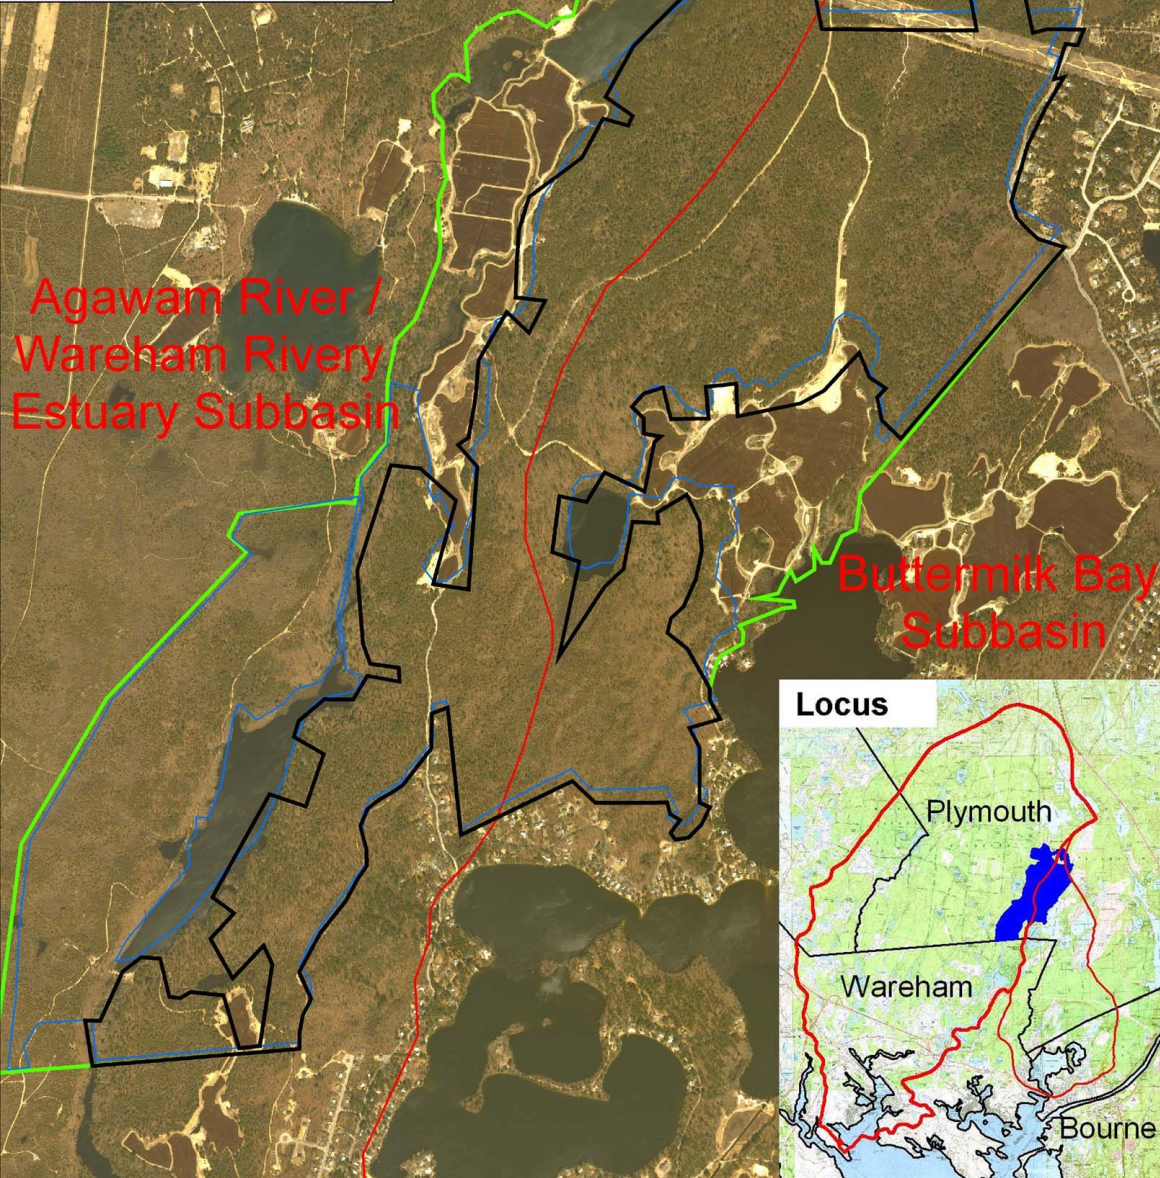 Agawam River /
Wareham Rivery
Estuary Subbasin
Buttermilk Bay
Subbasin
Locus
Plymouth
Wareham
Bourne